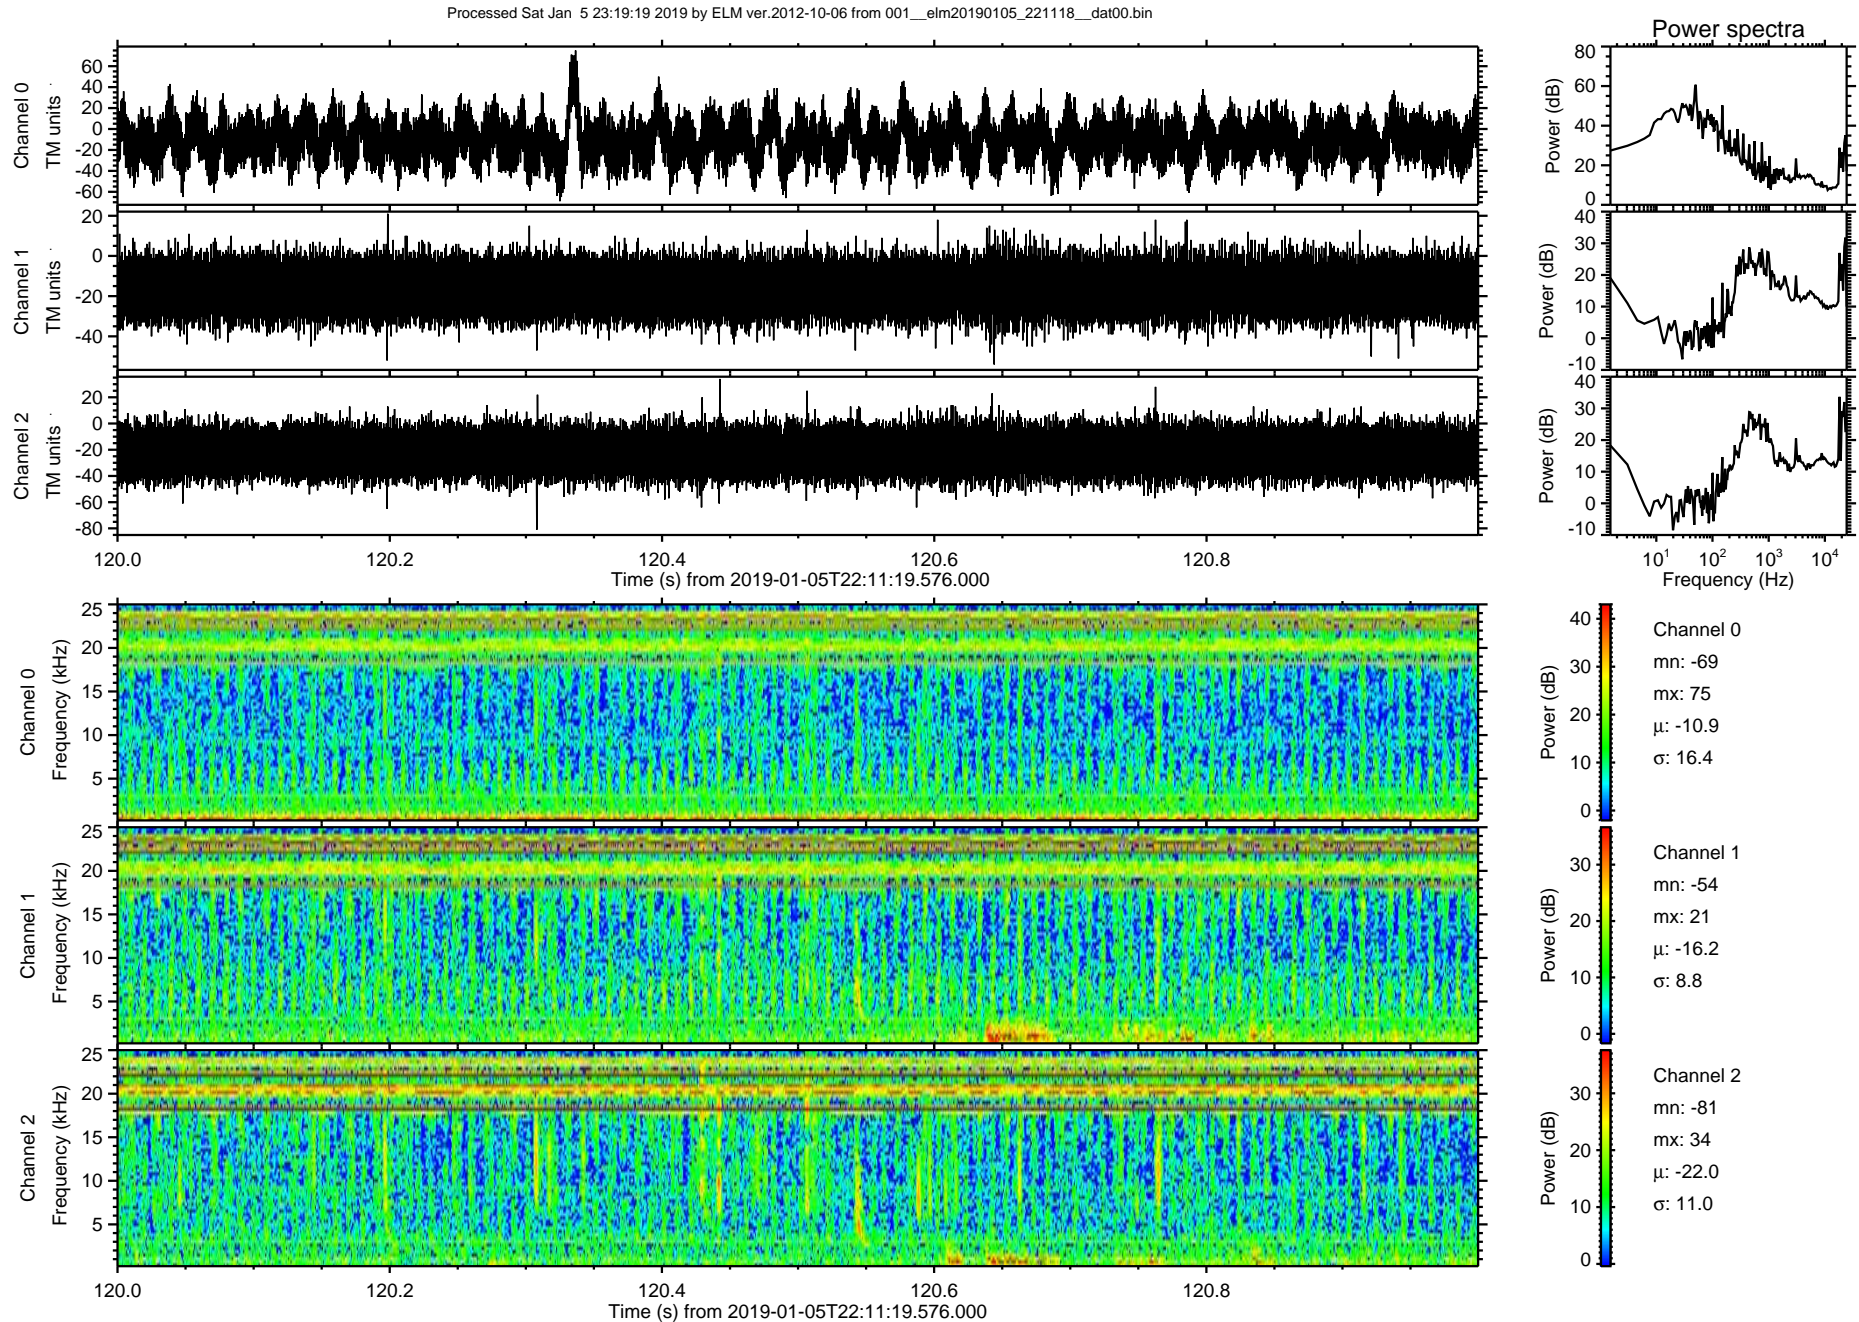 Processed Sat Jan  5 23:19:19 2019 by ELM ver.2012-10-06 from 001__elm20190105_221118__dat00.bin
Power spectra
Channel 0
TM units
60
40
20
0
-20
-40
-60
Power (dB)
80
60
40
20
0
Channel 1
TM units
20
0
-20
-40
Power (dB)
40
30
20
10
0
-10
Channel 2
TM units
20
0
-20
-40
-60
-80
Power (dB)
40
30
20
10
0
-10
120.0 120.2 120.4 120.6 120.8
Time (s) from 2019-01-05T22:11:19.576.000
10¹ 10² 10³ 10⁴
Frequency (Hz)
Channel 0
Frequency (kHz)
25
20
15
10
5
Power (dB)
40
30
20
10
0
Channel 0
mn: -69
mx: 75
μ: -10.9
σ: 16.4
Channel 1
Frequency (kHz)
25
20
15
10
5
Power (dB)
30
20
10
0
Channel 1
mn: -54
mx: 21
μ: -16.2
σ: 8.8
Channel 2
Frequency (kHz)
25
20
15
10
5
Power (dB)
30
20
10
0
Channel 2
mn: -81
mx: 34
μ: -22.0
σ: 11.0
120.0 120.2 120.4 120.6 120.8
Time (s) from 2019-01-05T22:11:19.576.000